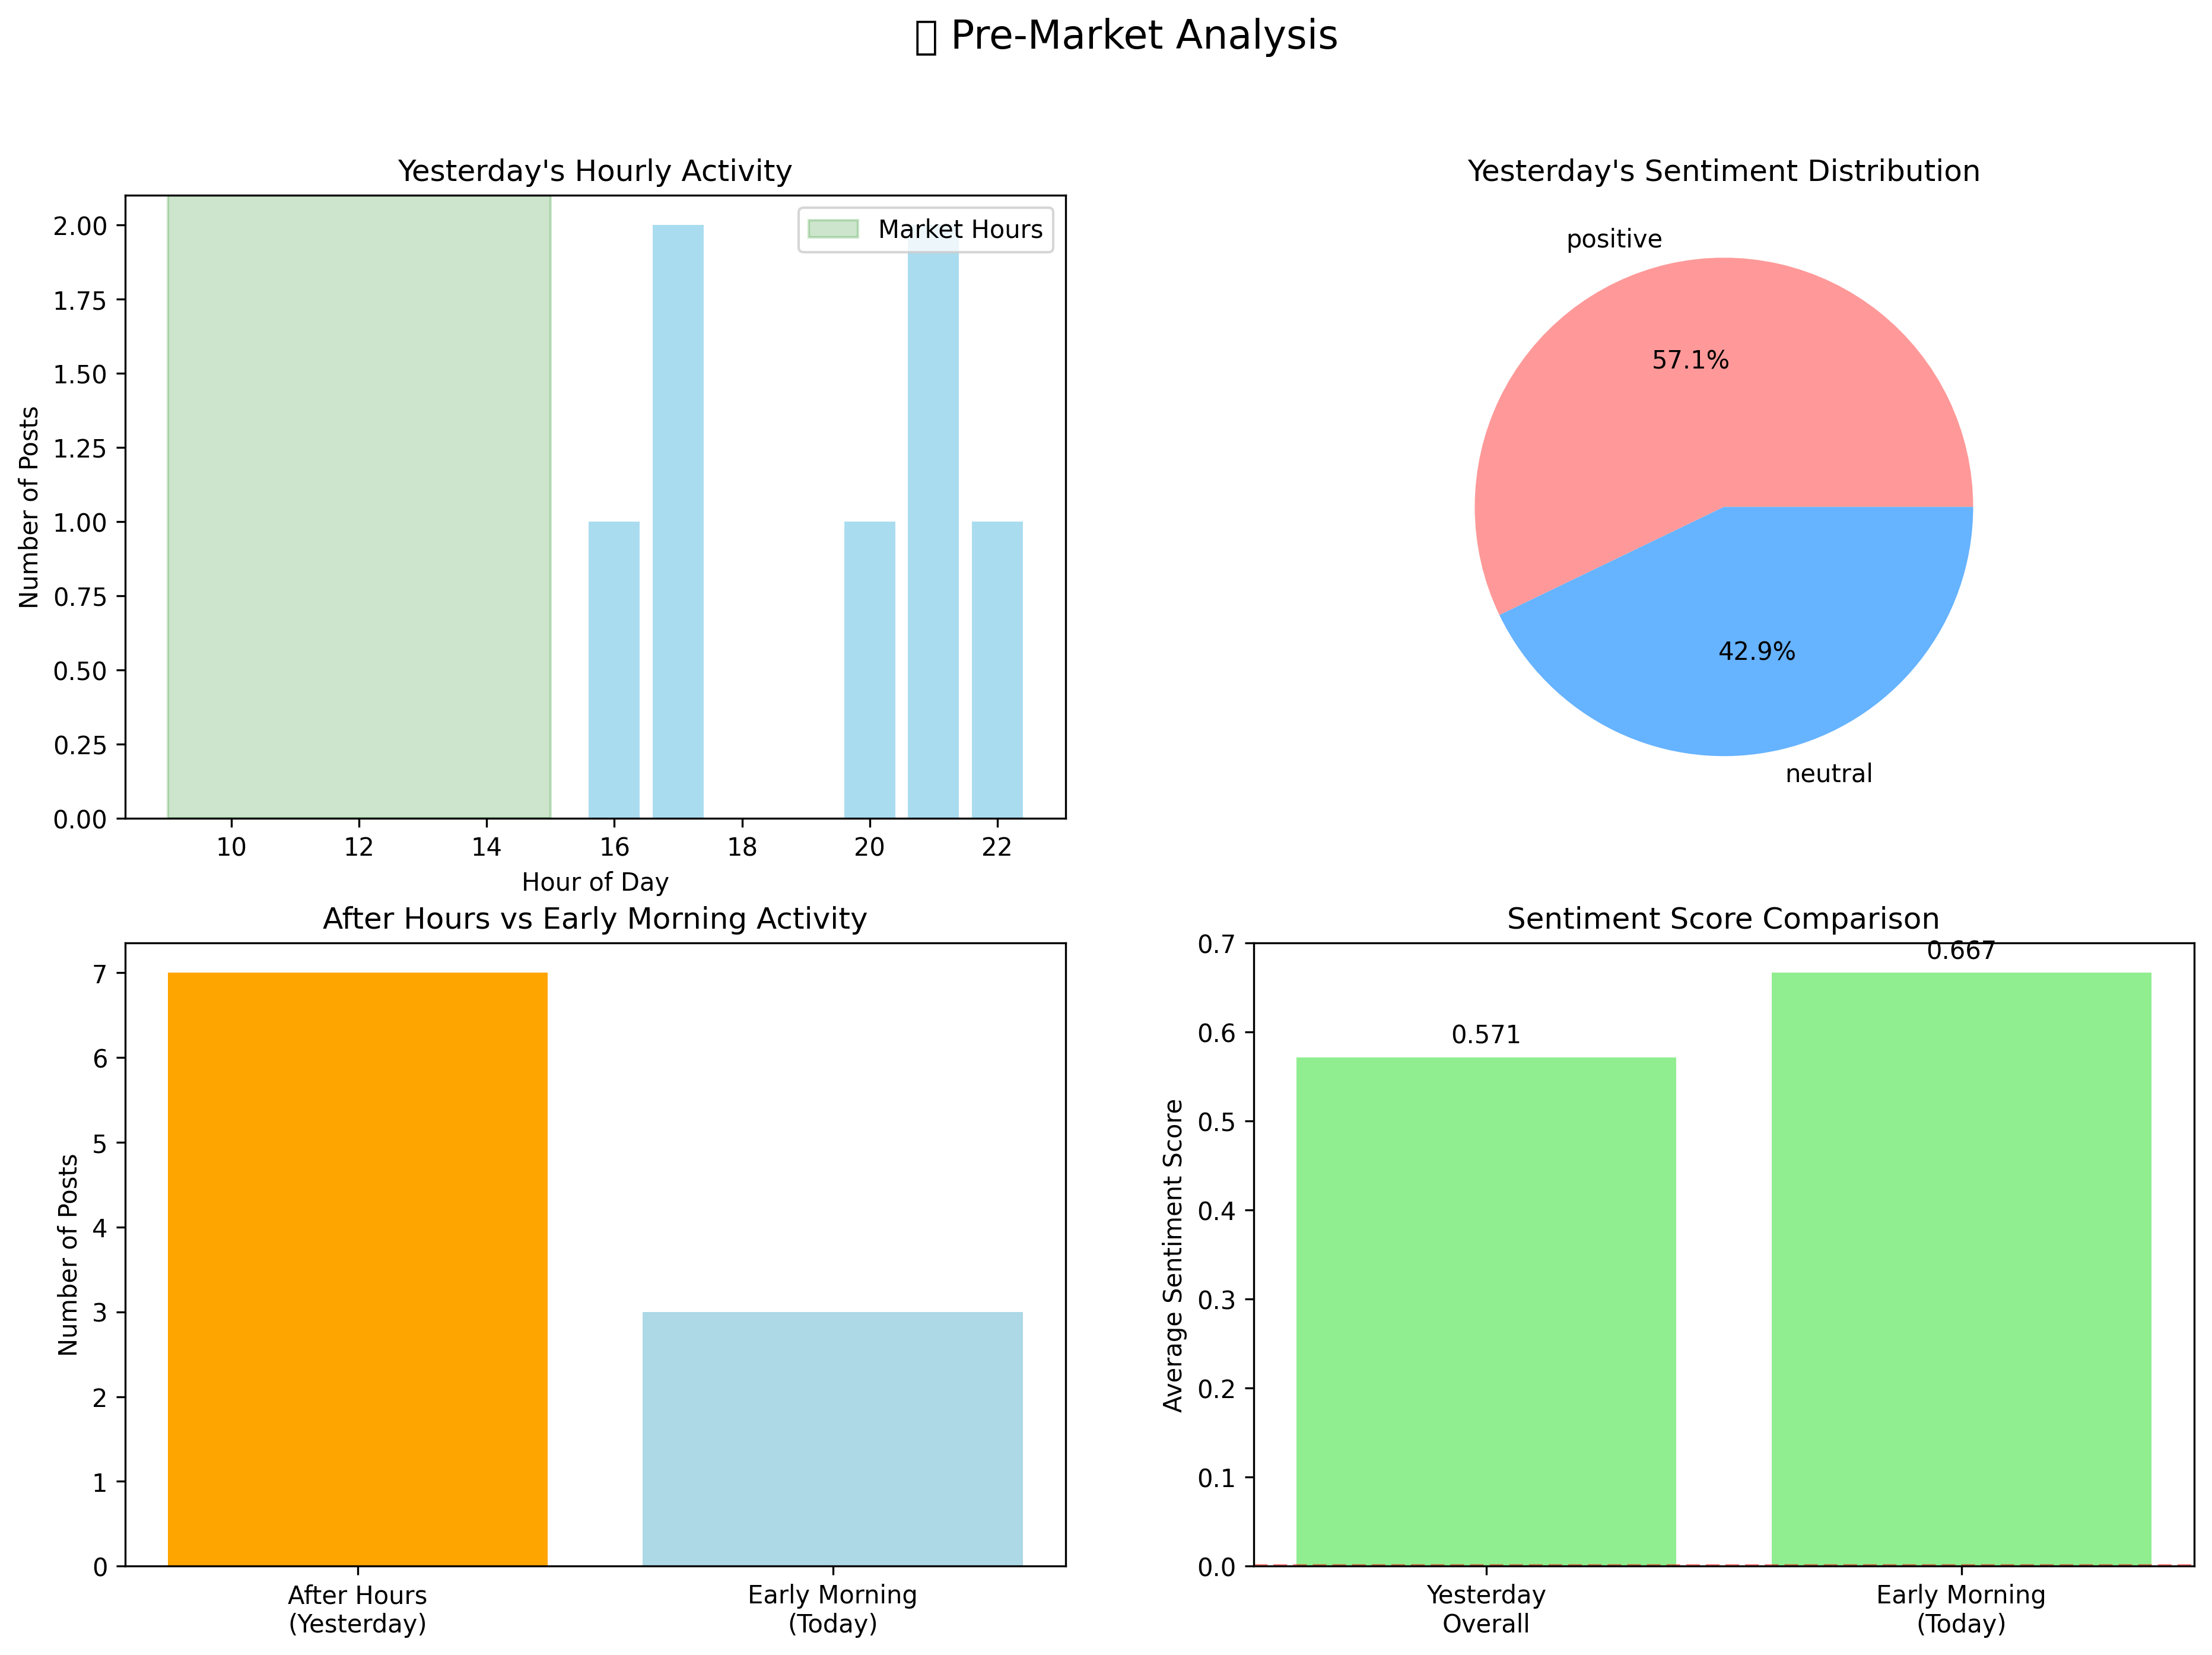 ▯ Pre-Market Analysis
Yesterday's Hourly Activity
Market Hours
2.00
1.75
1.50
1.25
1.00
0.75
0.50
0.25
0.00
Number of Posts
10 12 14 16 18 20 22
Hour of Day
Yesterday's Sentiment Distribution
positive
57.1%
42.9%
neutral
After Hours vs Early Morning Activity
7
6
5
4
3
2
1
0
Number of Posts
After Hours
(Yesterday)
Early Morning
(Today)
Sentiment Score Comparison
0.7
0.6
0.5
0.4
0.3
0.2
0.1
0.0
Average Sentiment Score
0.571
0.667
Yesterday
Overall
Early Morning
(Today)